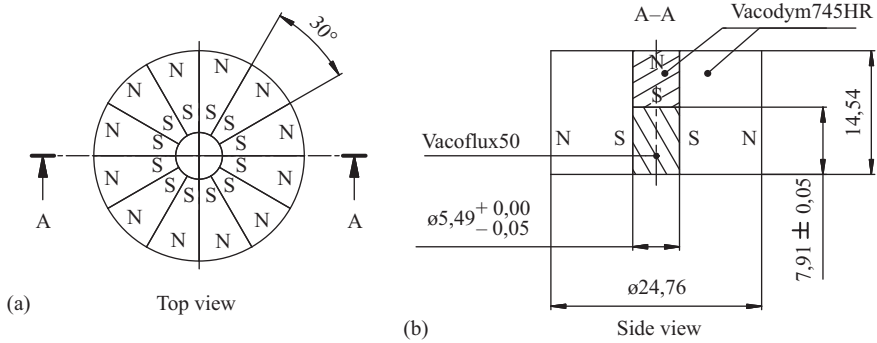 30°
N N
N N
S S
N S S N
S S
S S
S S
N S S N
S S
N N
N N
A A
(a) Top view
A–A
Vacodym745HR
N
S
N S S N
Vacoflux50
14,54
7,91 ± 0,05
ø5,49 + 0,00
– 0,05
ø24,76
(b) Side view